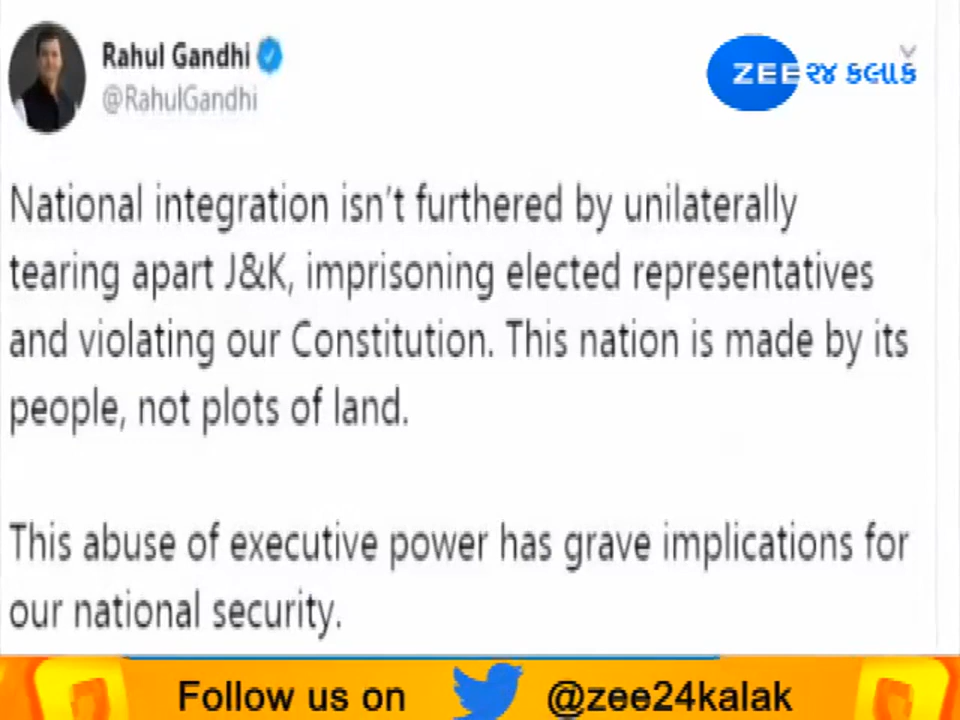 Rahul Gandhi
@RahulGandhi
ZEE ૨૪ કલાક
National integration isn't furthered by unilaterally
tearing apart J&K, imprisoning elected representatives
and violating our Constitution. This nation is made by its
people, not plots of land.
This abuse of executive power has grave implications for
our national security.
Follow us on @zee24kalak